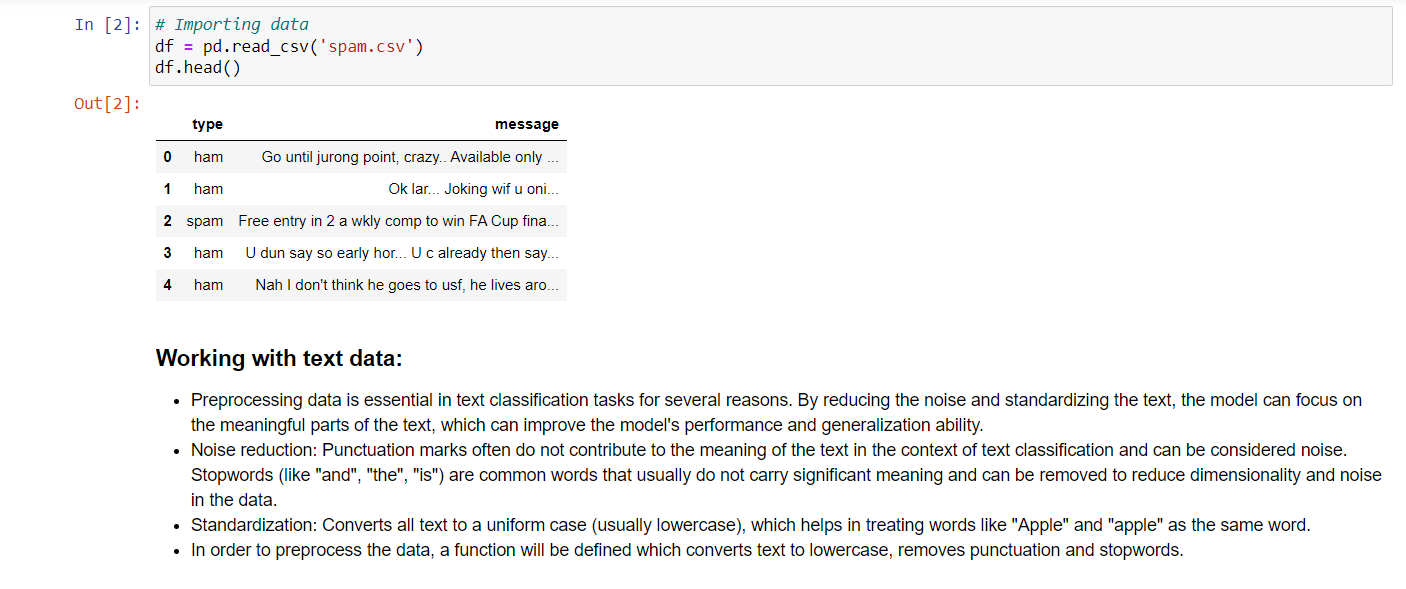 In [2]: # Importing data
df = pd.read_csv('spam.csv')
df.head()
Out[2]:
type message
0 ham Go until jurong point, crazy.. Available only ...
1 ham Ok lar... Joking wif u oni...
2 spam Free entry in 2 a wkly comp to win FA Cup fina...
3 ham U dun say so early hor... U c already then say...
4 ham Nah I don't think he goes to usf, he lives aro...
Working with text data:
• Preprocessing data is essential in text classification tasks for several reasons. By reducing the noise and standardizing the text, the model can focus on
the meaningful parts of the text, which can improve the model's performance and generalization ability.
• Noise reduction: Punctuation marks often do not contribute to the meaning of the text in the context of text classification and can be considered noise.
Stopwords (like "and", "the", "is") are common words that usually do not carry significant meaning and can be removed to reduce dimensionality and noise
in the data.
• Standardization: Converts all text to a uniform case (usually lowercase), which helps in treating words like "Apple" and "apple" as the same word.
• In order to preprocess the data, a function will be defined which converts text to lowercase, removes punctuation and stopwords.